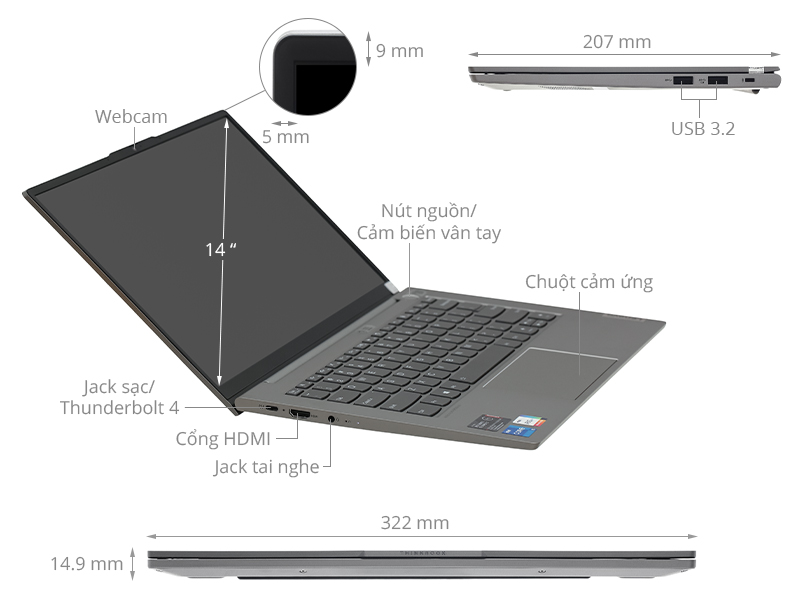 9 mm
207 mm
Webcam
5 mm
USB 3.2
Nút nguồn/
Cảm biến vân tay
14 “
Chuột cảm ứng
Jack sạc/
Thunderbolt 4
Cổng HDMI
Jack tai nghe
322 mm
THINKBOOK
14.9 mm